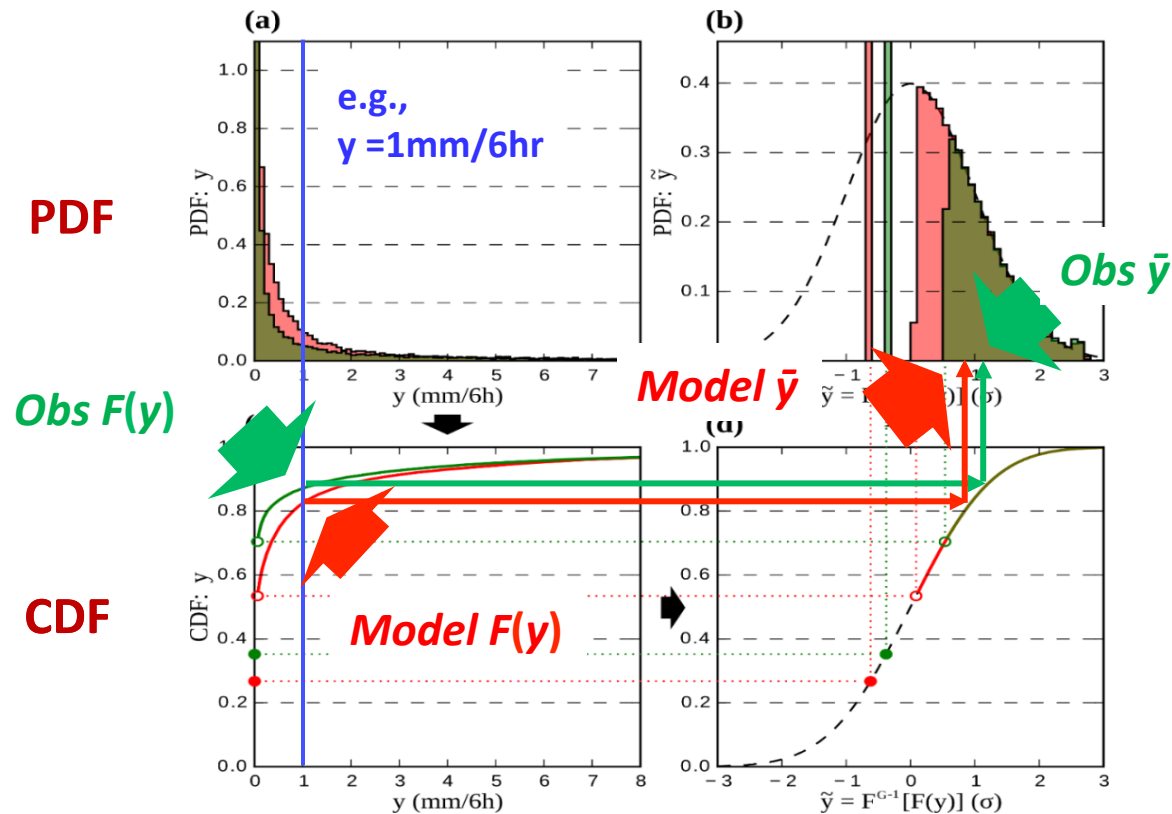 (a)
(b)
1.0
0.8
0.6
0.4
0.2
0.0
PDF: y
e.g.,
y =1mm/6hr
0 1 2 3 4 5 6 7 8
y (mm/6h)
PDF
0.4
0.3
0.2
0.1
PDF: ỹ
Obs ȳ
−1 0 1 2 3
ỹ =
)] (σ)
Model ȳ
Obs F(y)
(d)
CDF
0.8
0.6
0.4
0.2
0.0
CDF: y
Model F(y)
0 1 2 3 4 5 6 7 8
y (mm/6h)
0.8
0.6
0.4
0.2
0.0
−3 −2 −1 0 1 2 3
ỹ = F^G-1[F(y)] (σ)